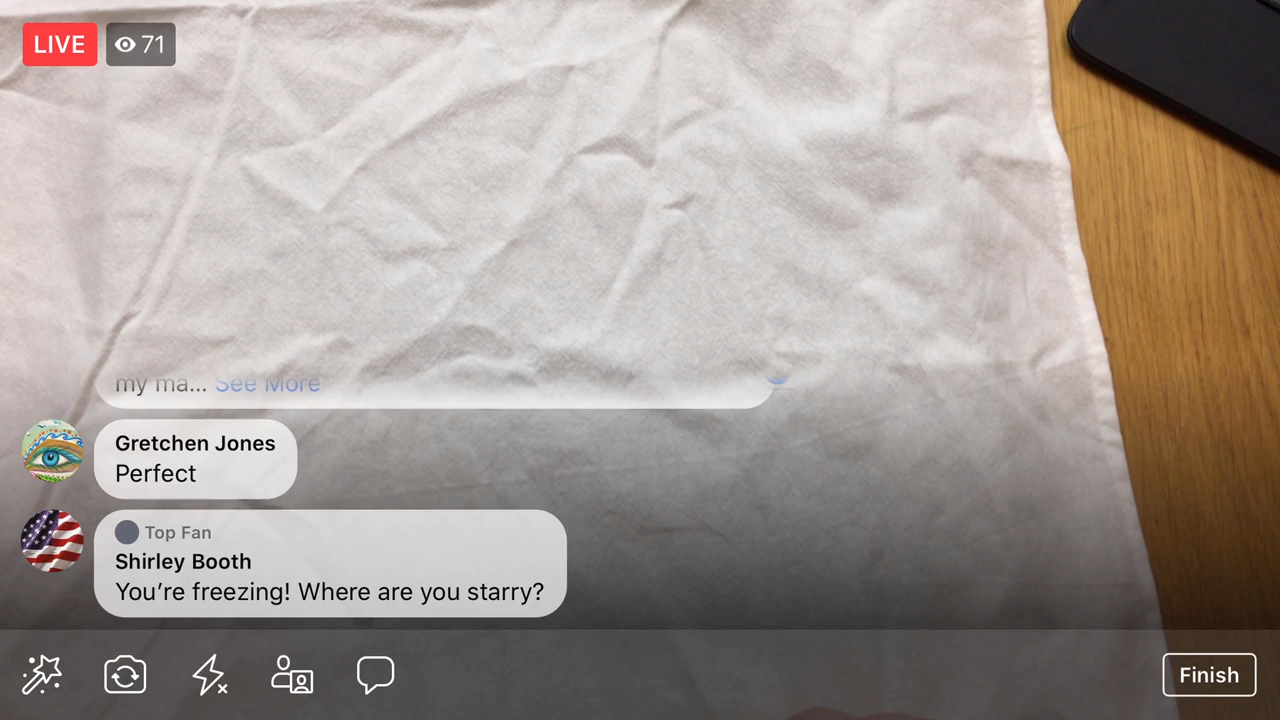 LIVE
71
my ma... See More
Gretchen Jones
Perfect
Top Fan
Shirley Booth
You’re freezing! Where are you starry?
Finish